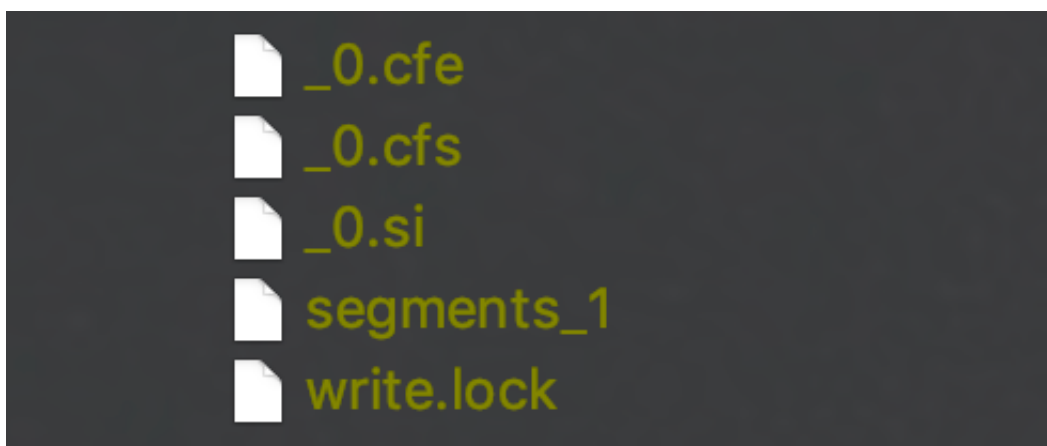 _0.cfe
_0.cfs
_0.si
segments_1
write.lock